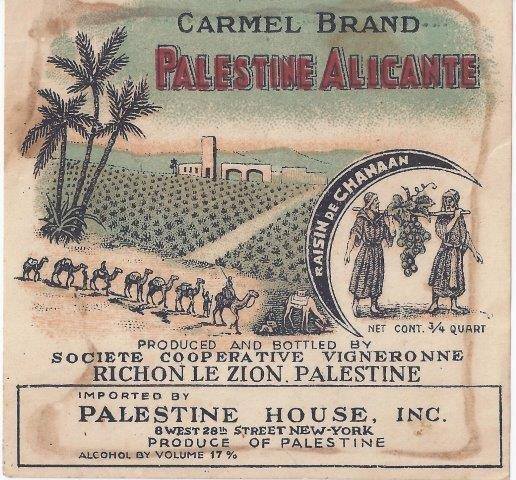 CARMEL BRAND
PALESTINE ALICANTE
RAISIN DE CHANAAN
NET CONT. 3/4 QUART
PRODUCED AND BOTTLED BY
SOCIETE COOPERATIVE VIGNERONNE
RICHON LE ZION. PALESTINE
IMPORTED BY
PALESTINE HOUSE, INC.
8 WEST 28th STREET NEW-YORK
PRODUCE OF PALESTINE
ALCOHOL BY VOLUME 17%